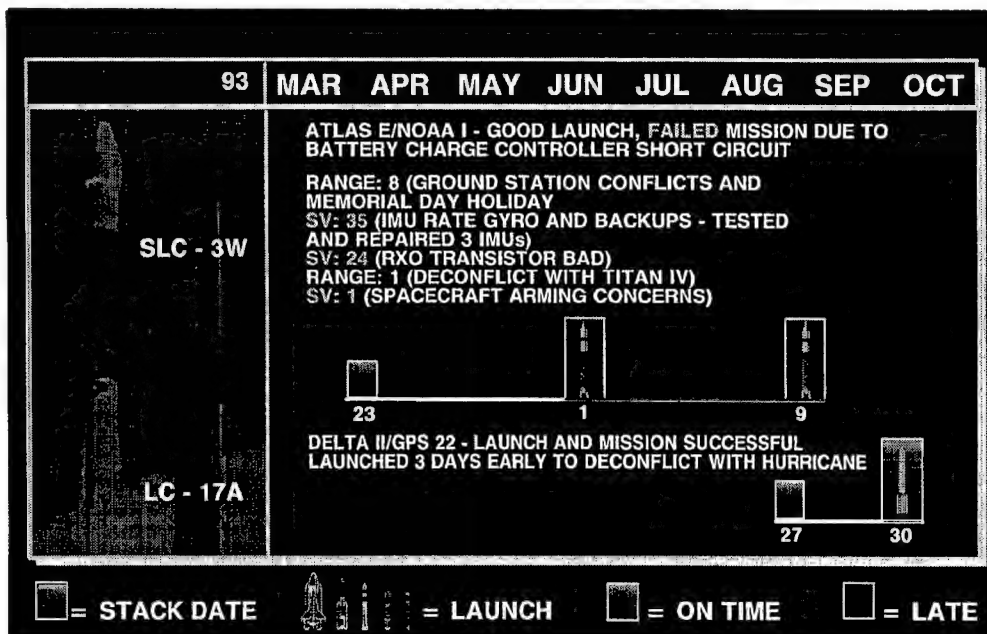 93 MAR APR MAY JUN JUL AUG SEP OCT
ATLAS E/NOAA I - GOOD LAUNCH, FAILED MISSION DUE TO
BATTERY CHARGE CONTROLLER SHORT CIRCUIT
RANGE: 8 (GROUND STATION CONFLICTS AND
MEMORIAL DAY HOLIDAY
SV: 35 (IMU RATE GYRO AND BACKUPS - TESTED
AND REPAIRED 3 IMUs)
SV: 24 (RXO TRANSISTOR BAD)
RANGE: 1 (DECONFLICT WITH TITAN IV)
SV: 1 (SPACECRAFT ARMING CONCERNS)
SLC - 3W
23 1 9
DELTA II/GPS 22 - LAUNCH AND MISSION SUCCESSFUL
LAUNCHED 3 DAYS EARLY TO DECONFLICT WITH HURRICANE
LC - 17A
27 30
= STACK DATE = LAUNCH = ON TIME = LATE